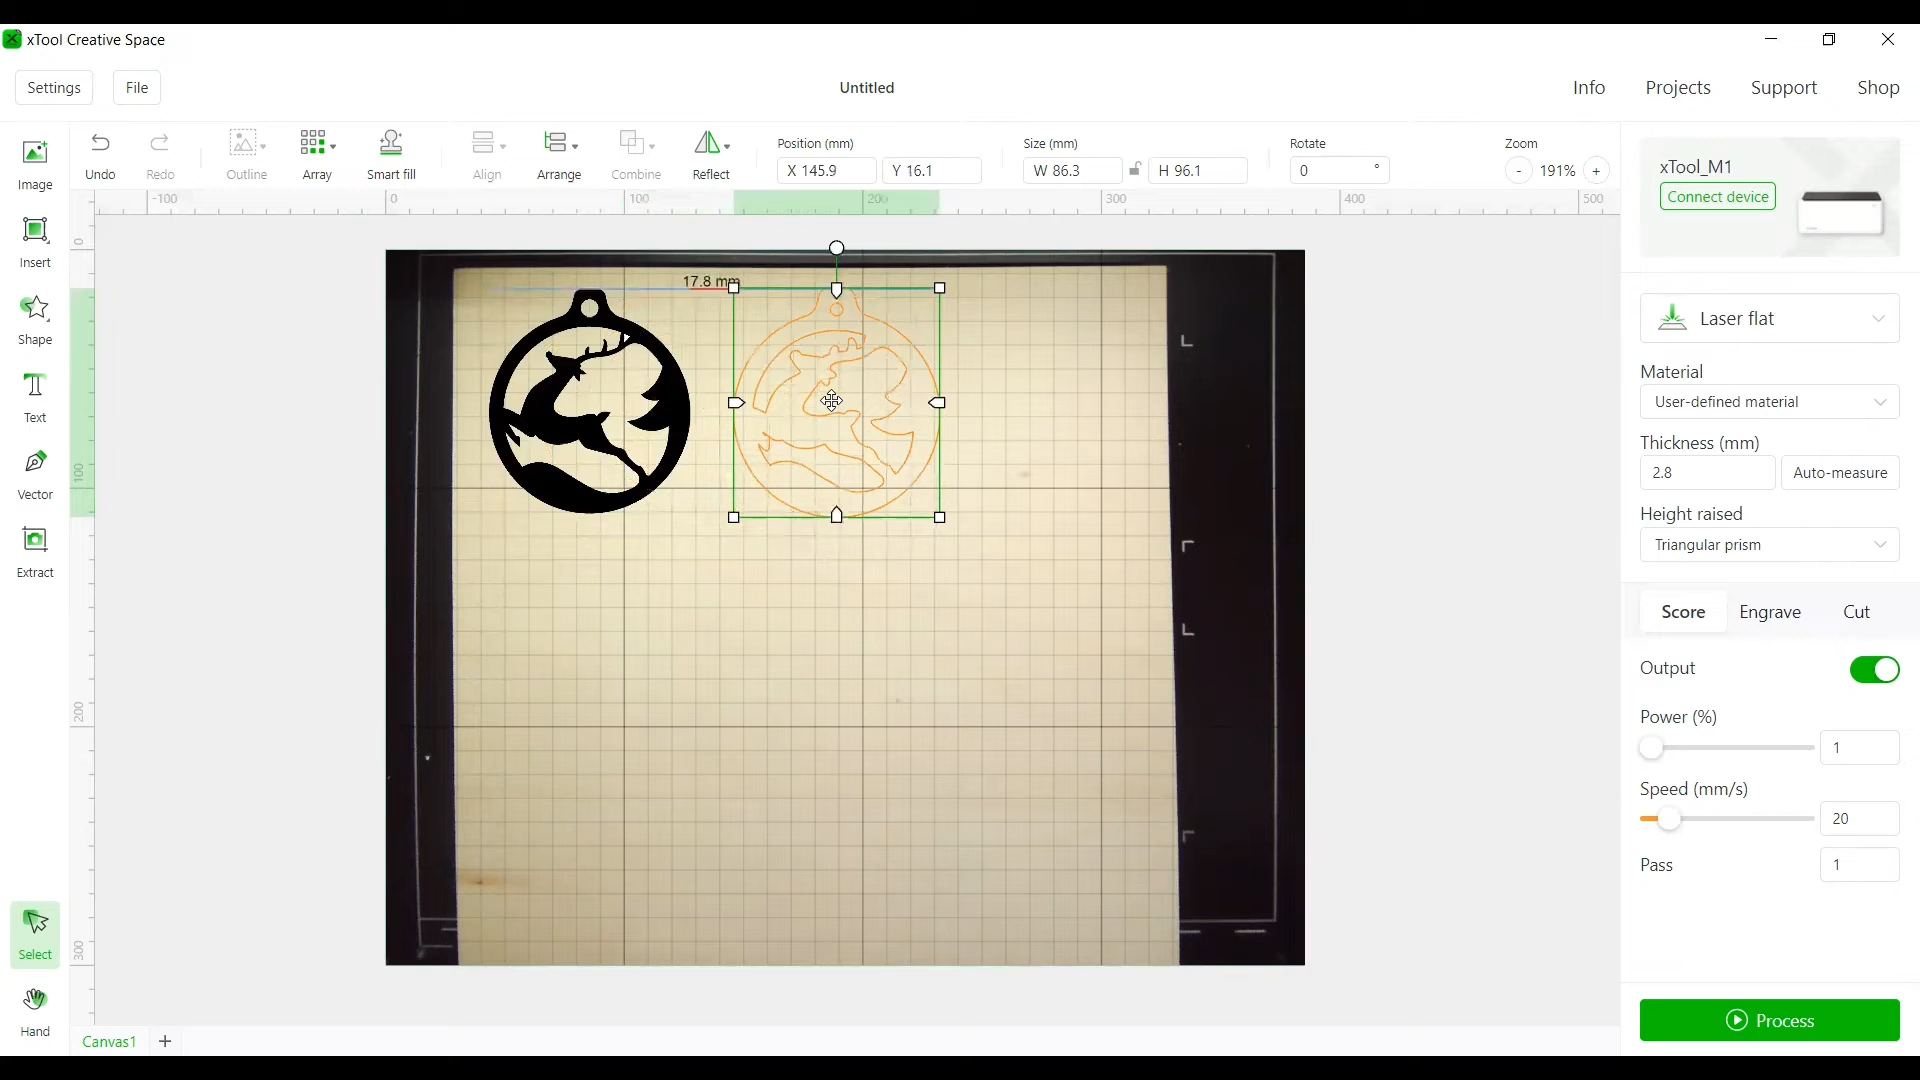 xTool Creative Space
Settings File Untitled Info Projects Support Shop
Image
Insert
Shape
Text
Vector
Extract
Select
Hand
Undo Redo Outline Array Smart fill Align Arrange Combine Reflect
Position (mm) Size (mm) Rotate Zoom
X 145.9 Y 16.1 W 86.3 H 96.1 0 ° - 191% +
-100 0 100 200 300 400 500
0
100
200
300
17.8 mm
xTool_M1
Connect device
Laser flat
Material
User-defined material
Thickness (mm)
2.8 Auto-measure
Height raised
Triangular prism
Score Engrave Cut
Output
Power (%)
1
Speed (mm/s)
20
Pass 1
Process
Canvas1 +